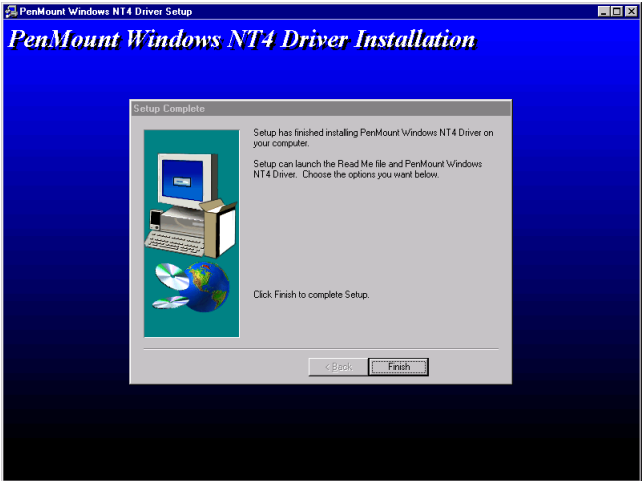 PenMount Windows NT4 Driver Setup
PenMount Windows NT4 Driver Installation
Setup Complete
Setup has finished installing PenMount Windows NT4 Driver on
your computer.
Setup can launch the Read Me file and PenMount Windows
NT4 Driver.  Choose the options you want below.
Click Finish to complete Setup.
< Back
Finish